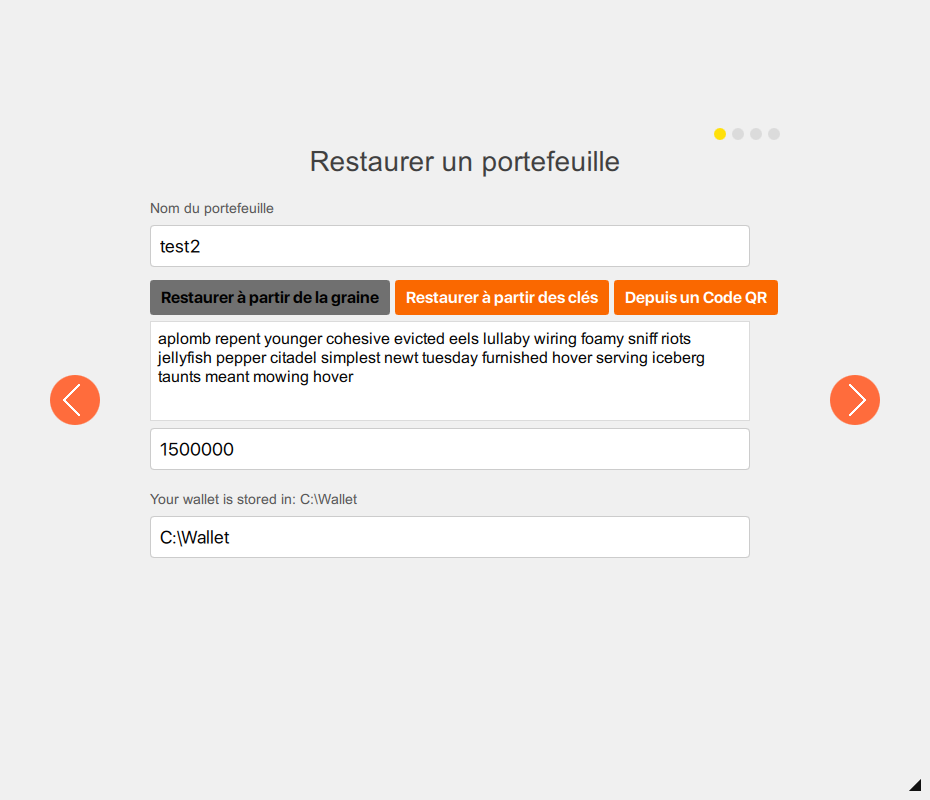 Restaurer un portefeuille
Nom du portefeuille
test2
Restaurer à partir de la graine
Restaurer à partir des clés
Depuis un Code QR
aplomb repent younger cohesive evicted eels lullaby wiring foamy sniff riots
jellyfish pepper citadel simplest newt tuesday furnished hover serving iceberg
taunts meant mowing hover
1500000
Your wallet is stored in: C:\Wallet
C:\Wallet